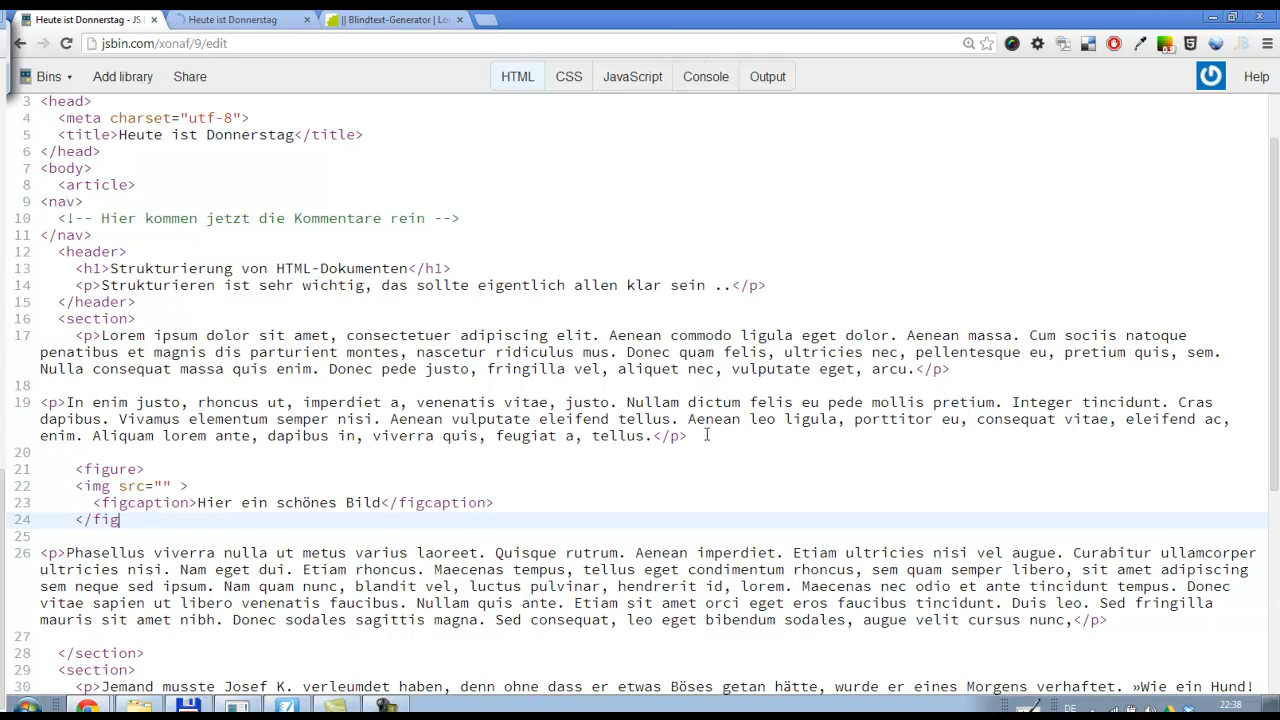 Heute ist Donnerstag - JS
Heute ist Donnerstag
|| Blindtext-Generator | Lo
jsbin.com/xonaf/9/edit
Bins
Add library
Share
HTML
CSS
JavaScript
Console
Output
Help
3 <head>
4 <meta charset="utf-8">
5 <title>Heute ist Donnerstag</title>
6 </head>
7 <body>
8 <article>
9 <nav>
10 <!-- Hier kommen jetzt die Kommentare rein -->
11 </nav>
12 <header>
13 <h1>Strukturierung von HTML-Dokumenten</h1>
14 <p>Strukturieren ist sehr wichtig, das sollte eigentlich allen klar sein ..</p>
15 </header>
16 <section>
17 <p>Lorem ipsum dolor sit amet, consectetuer adipiscing elit. Aenean commodo ligula eget dolor. Aenean massa. Cum sociis natoque
penatibus et magnis dis parturient montes, nascetur ridiculus mus. Donec quam felis, ultricies nec, pellentesque eu, pretium quis, sem.
Nulla consequat massa quis enim. Donec pede justo, fringilla vel, aliquet nec, vulputate eget, arcu.</p>
18
19 <p>In enim justo, rhoncus ut, imperdiet a, venenatis vitae, justo. Nullam dictum felis eu pede mollis pretium. Integer tincidunt. Cras
dapibus. Vivamus elementum semper nisi. Aenean vulputate eleifend tellus. Aenean leo ligula, porttitor eu, consequat vitae, eleifend ac,
enim. Aliquam lorem ante, dapibus in, viverra quis, feugiat a, tellus.</p>
20
21 <figure>
22 <img src="" >
23 <figcaption>Hier ein schönes Bild</figcaption>
24 </fig
25
26 <p>Phasellus viverra nulla ut metus varius laoreet. Quisque rutrum. Aenean imperdiet. Etiam ultricies nisi vel augue. Curabitur ullamcorper
ultricies nisi. Nam eget dui. Etiam rhoncus. Maecenas tempus, tellus eget condimentum rhoncus, sem quam semper libero, sit amet adipiscing
sem neque sed ipsum. Nam quam nunc, blandit vel, luctus pulvinar, hendrerit id, lorem. Maecenas nec odio et ante tincidunt tempus. Donec
vitae sapien ut libero venenatis faucibus. Nullam quis ante. Etiam sit amet orci eget eros faucibus tincidunt. Duis leo. Sed fringilla
mauris sit amet nibh. Donec sodales sagittis magna. Sed consequat, leo eget bibendum sodales, augue velit cursus nunc,</p>
27
28 </section>
29 <section>
30 <p>Jemand musste Josef K. verleumdet haben, denn ohne dass er etwas Böses getan hätte, wurde er eines Morgens verhaftet. »Wie ein Hund!
DE
22:38